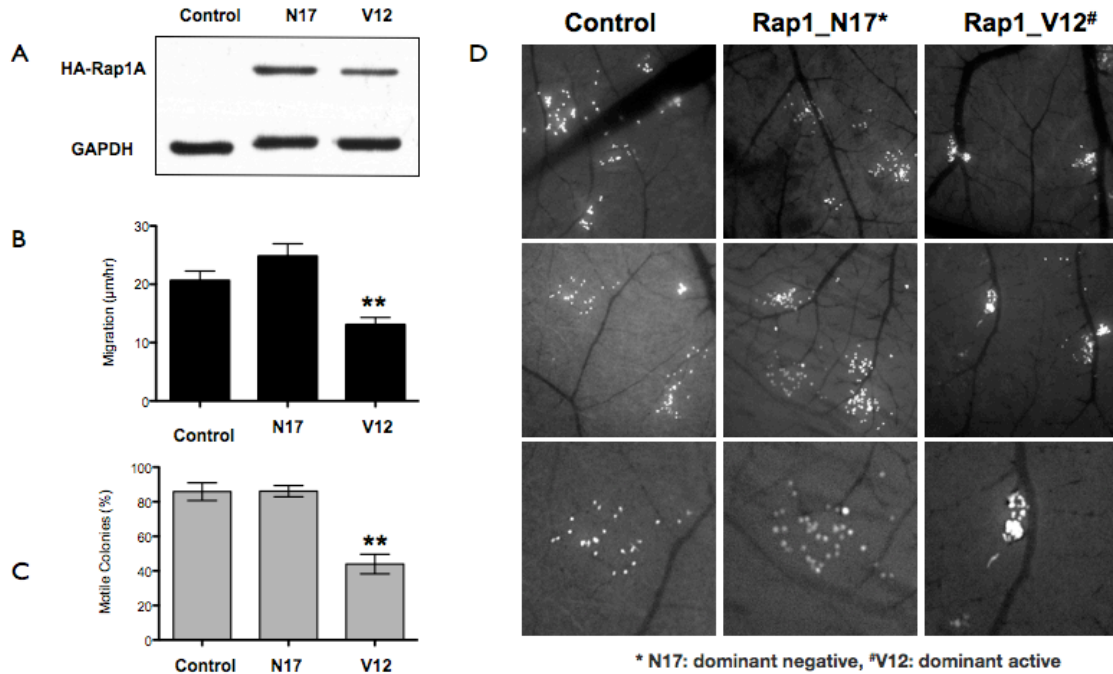 A
Control N17 V12
HA-Rap1A
GAPDH
B
Migration (µm/hr)
30
20
10
0
Control N17 V12
C
Motile Colonies (%)
100
80
60
40
20
0
**
**
Control N17 V12
D
Control Rap1_N17* Rap1_V12#
* N17: dominant negative, #V12: dominant active